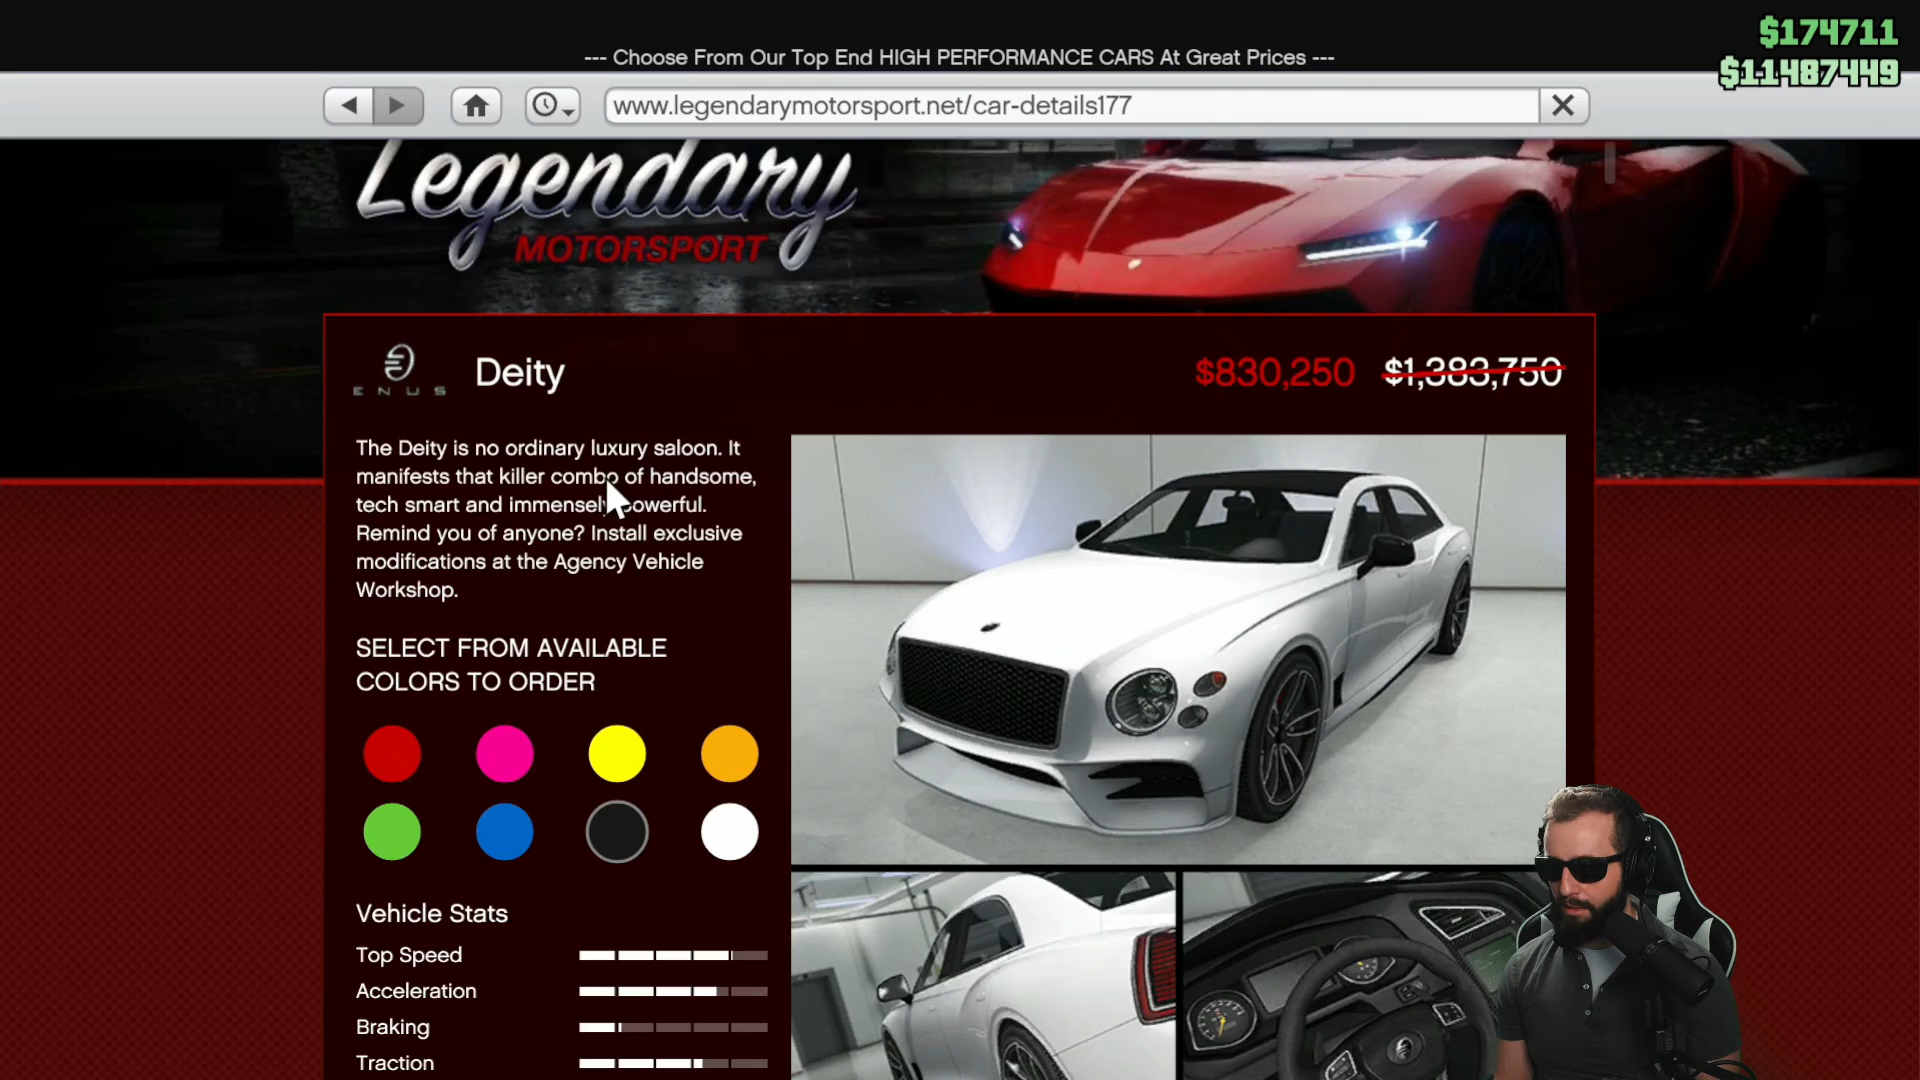 $174711
--- Choose From Our Top End HIGH PERFORMANCE CARS At Great Prices ---
$11487449
www.legendarymotorsport.net/car-details177
Legendary
MOTORSPORT
ENUS
Deity
$830,250 $1,383,750
The Deity is no ordinary luxury saloon. It
manifests that killer combo of handsome,
tech smart and immensely powerful.
Remind you of anyone? Install exclusive
modifications at the Agency Vehicle
Workshop.
SELECT FROM AVAILABLE
COLORS TO ORDER
Vehicle Stats
Top Speed
Acceleration
Braking
Traction